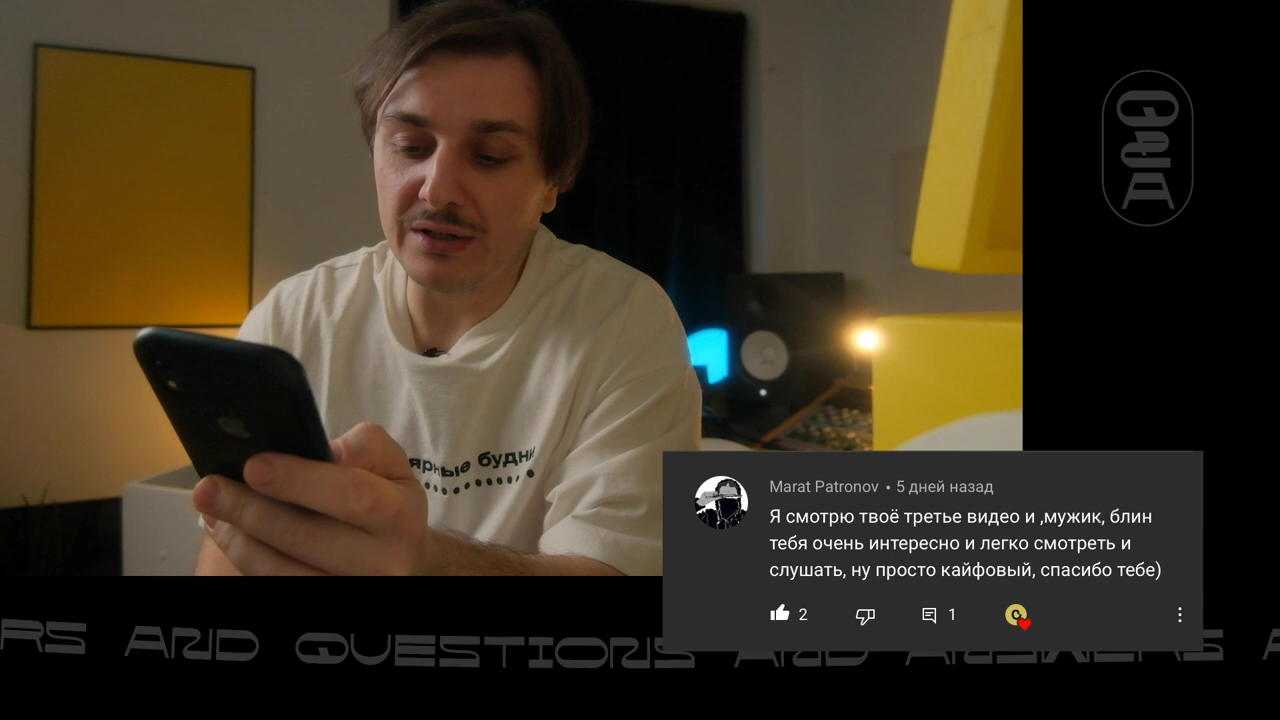 Q&A
ярные будни
Marat Patronov • 5 дней назад
Я смотрю твоё третье видео и ,мужик, блин
тебя очень интересно и легко смотреть и
слушать, ну просто кайфовый, спасибо тебе)
2
1
RS AND QUESTIONS AND ANSWERS A